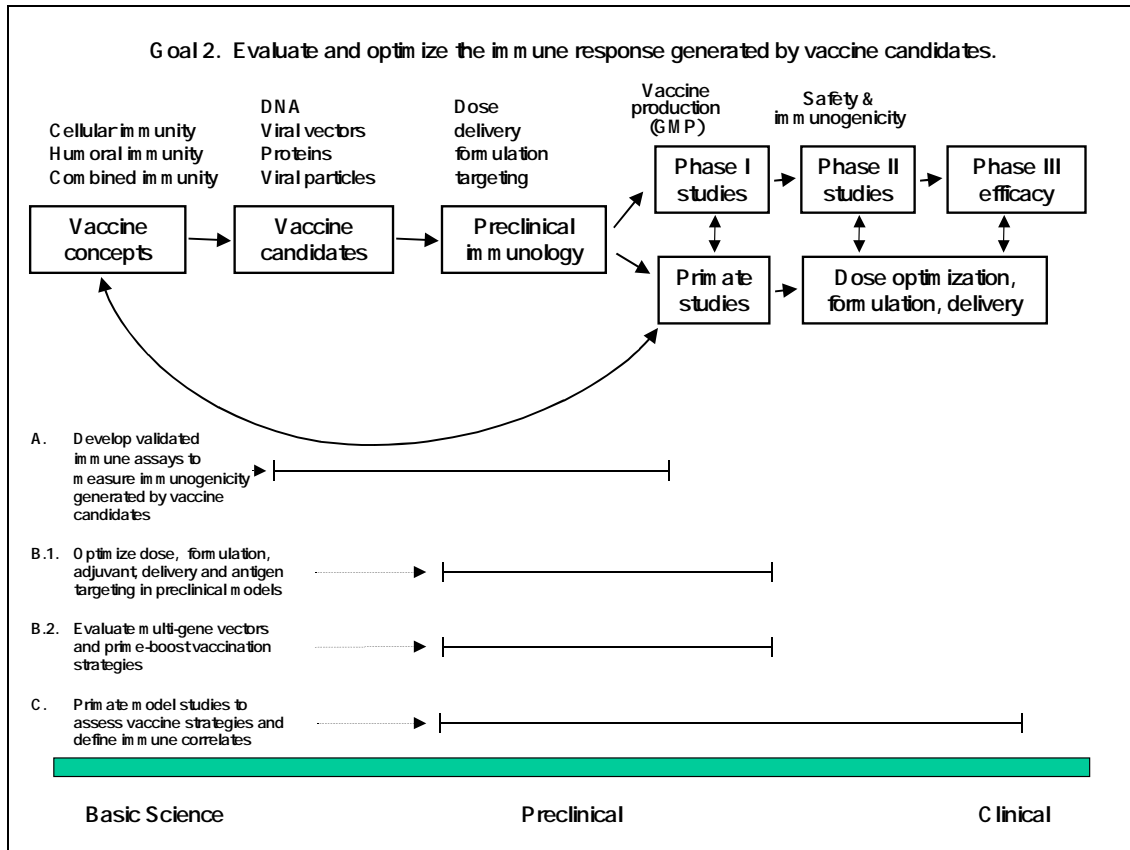 Goal 2. Evaluate and optimize the immune response generated by vaccine candidates.
Cellular immunity
Humoral immunity
Combined immunity
DNA
Viral vectors
Proteins
Viral particles
Dose
delivery
formulation
targeting
Vaccine
production
(GMP)
Safety &
immunogenicity
Vaccine
concepts
Vaccine
candidates
Preclinical
immunology
Phase I
studies
Phase II
studies
Phase III
efficacy
Primate
studies
Dose optimization,
formulation, delivery
A. Develop validated
immune assays to
measure immunogenicity
generated by vaccine
candidates
B.1. Optimize dose, formulation,
adjuvant, delivery and antigen
targeting in preclinical models
B.2. Evaluate multi-gene vectors
and prime-boost vaccination
strategies
C. Primate model studies to
assess vaccine strategies and
define immune correlates
Basic Science
Preclinical
Clinical